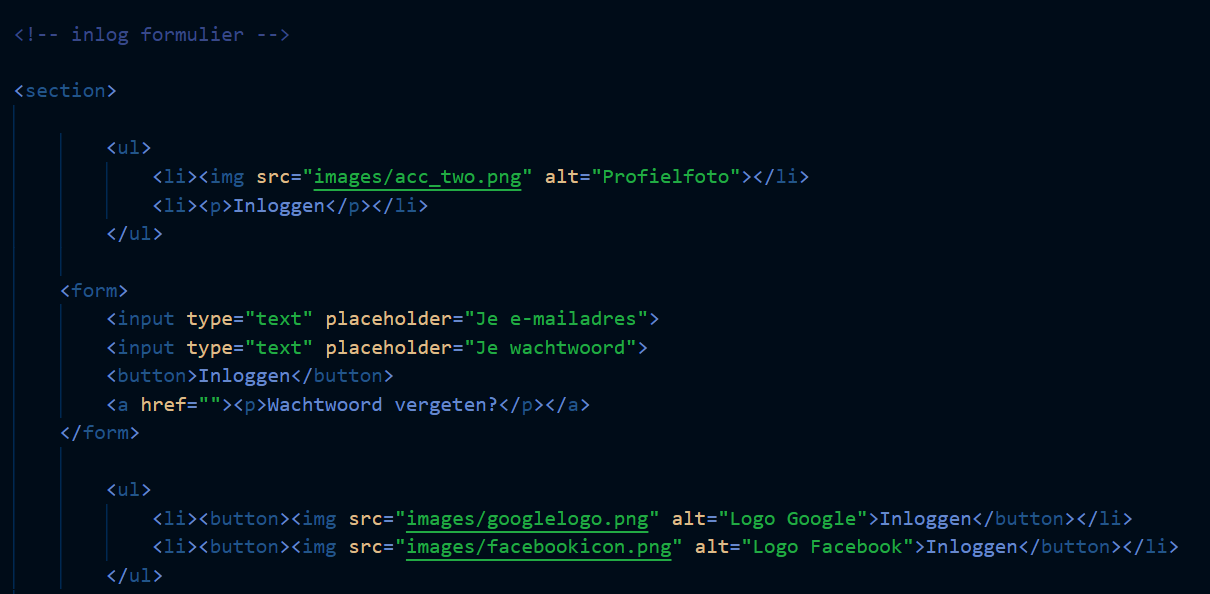 <!-- inlog formulier -->
<section>
<ul>
<li><img src="images/acc_two.png" alt="Profielfoto"></li>
<li><p>Inloggen</p></li>
</ul>
<form>
<input type="text" placeholder="Je e-mailadres">
<input type="text" placeholder="Je wachtwoord">
<button>Inloggen</button>
<a href=""><p>Wachtwoord vergeten?</p></a>
</form>
<ul>
<li><button><img src="images/googlelogo.png" alt="Logo Google">Inloggen</button></li>
<li><button><img src="images/facebookicon.png" alt="Logo Facebook">Inloggen</button></li>
</ul>